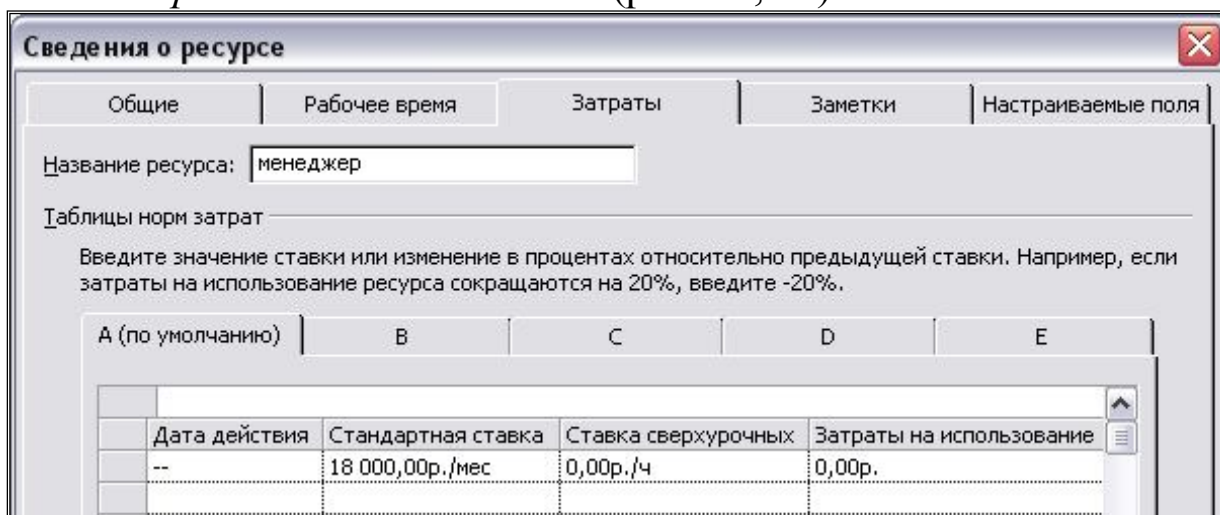 Сведения о ресурсе
Общие Рабочее время Затраты Заметки Настраиваемые поля
Название ресурса: менеджер
Таблицы норм затрат
Введите значение ставки или изменение в процентах относительно предыдущей ставки. Например, если
затраты на использование ресурса сокращаются на 20%, введите -20%.
A (по умолчанию) B C D E
Дата действия Стандартная ставка Ставка сверхурочных Затраты на использование
-- 18 000,00р./мес 0,00р./ч 0,00р.